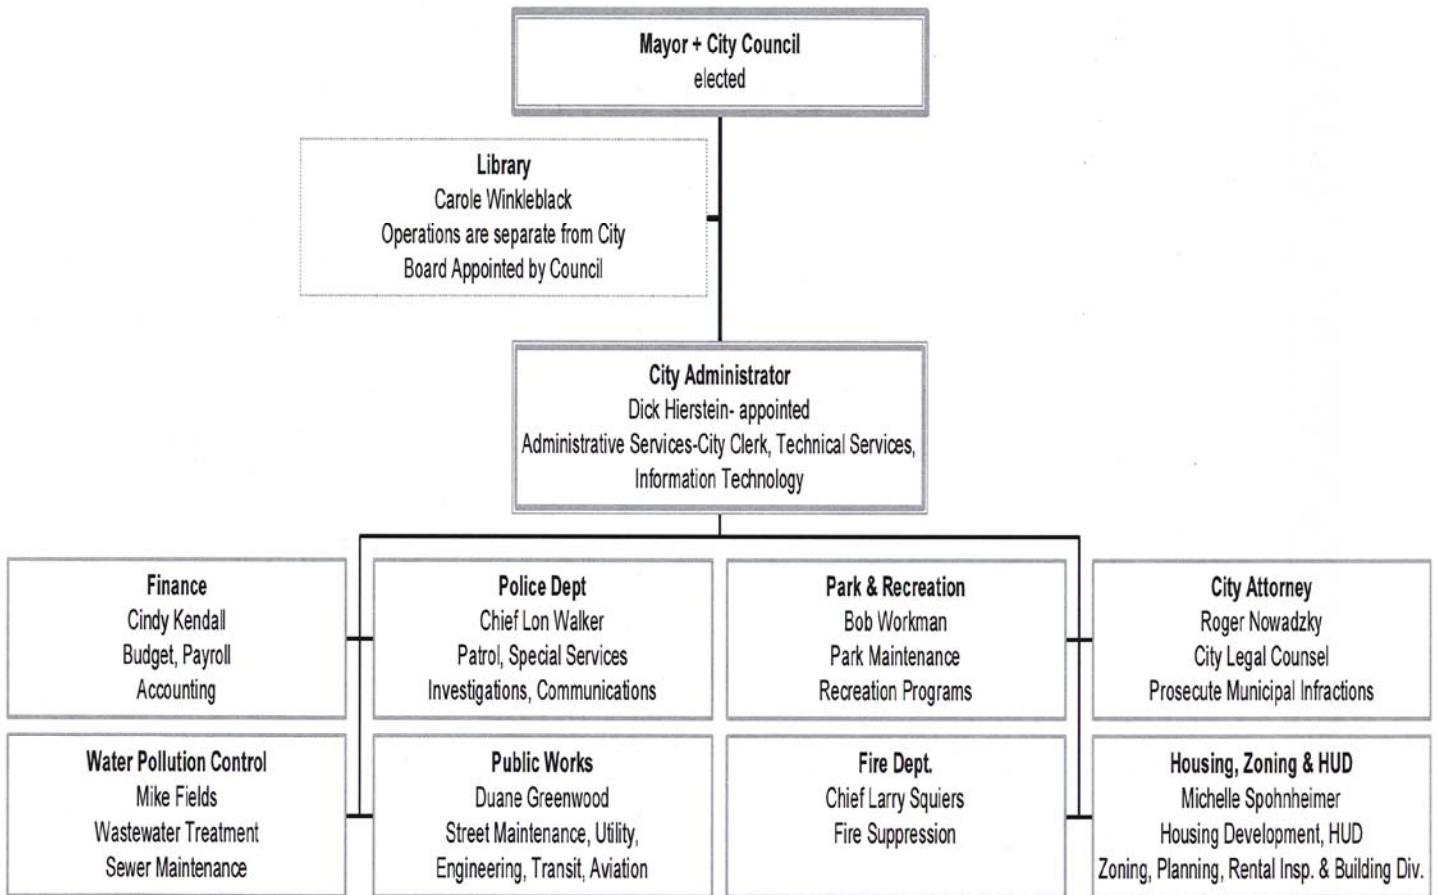 Mayor + City Council
elected
Library
Carole Winkleblack
Operations are separate from City
Board Appointed by Council
City Administrator
Dick Hierstein- appointed
Administrative Services-City Clerk, Technical Services,
Information Technology
Finance
Cindy Kendall
Budget, Payroll
Accounting
Police Dept
Chief Lon Walker
Patrol, Special Services
Investigations, Communications
Park & Recreation
Bob Workman
Park Maintenance
Recreation Programs
City Attorney
Roger Nowadzky
City Legal Counsel
Prosecute Municipal Infractions
Water Pollution Control
Mike Fields
Wastewater Treatment
Sewer Maintenance
Public Works
Duane Greenwood
Street Maintenance, Utility,
Engineering, Transit, Aviation
Fire Dept.
Chief Larry Squiers
Fire Suppression
Housing, Zoning & HUD
Michelle Spohnheimer
Housing Development, HUD
Zoning, Planning, Rental Insp. & Building Div.